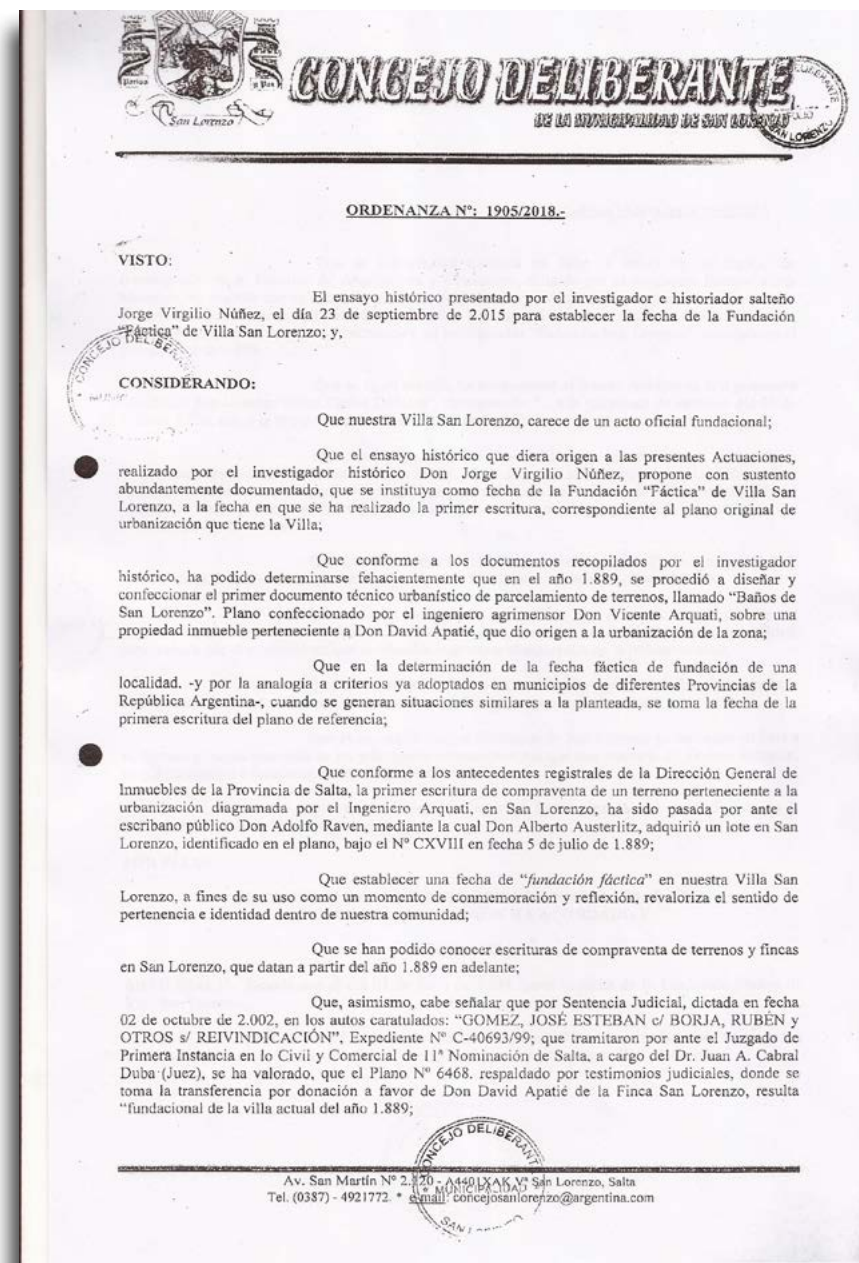 Patria
y Paz
San Lorenzo
CONCEJO DELIBERANTE
DE LA MUNICIPALIDAD DE SAN LORENZO
SAN LORENZO
ORDENANZA Nº: 1905/2018.-
VISTO:
El ensayo histórico presentado por el investigador e historiador salteño
Jorge Virgilio Núñez, el día 23 de septiembre de 2.015 para establecer la fecha de la Fundación
“Fáctica” de Villa San Lorenzo; y,
CONCEJO DELIBERANTE
CONSIDERANDO:
Que nuestra Villa San Lorenzo, carece de un acto oficial fundacional;
Que el ensayo histórico que diera origen a las presentes Actuaciones,
realizado por el investigador histórico Don Jorge Virgilio Núñez, propone con sustento
abundantemente documentado, que se instituya como fecha de la Fundación “Fáctica” de Villa San
Lorenzo, a la fecha en que se ha realizado la primer escritura, correspondiente al plano original de
urbanización que tiene la Villa;
Que conforme a los documentos recopilados por el investigador
histórico, ha podido determinarse fehacientemente que en el año 1.889, se procedió a diseñar y
confeccionar el primer documento técnico urbanístico de parcelamiento de terrenos, llamado “Baños de
San Lorenzo”. Plano confeccionado por el ingeniero agrimensor Don Vicente Arquati, sobre una
propiedad inmueble perteneciente a Don David Apatié, que dio origen a la urbanización de la zona;
Que en la determinación de la fecha fáctica de fundación de una
localidad. -y por la analogía a criterios ya adoptados en municipios de diferentes Provincias de la
República Argentina-, cuando se generan situaciones similares a la planteada, se toma la fecha de la
primera escritura del plano de referencia;
Que conforme a los antecedentes registrales de la Dirección General de
Inmuebles de la Provincia de Salta, la primer escritura de compraventa de un terreno perteneciente a la
urbanización diagramada por el Ingeniero Arquati, en San Lorenzo, ha sido pasada por ante el
escribano público Don Adolfo Raven, mediante la cual Don Alberto Austerlitz, adquirió un lote en San
Lorenzo, identificado en el plano, bajo el Nº CXVIII en fecha 5 de julio de 1.889;
Que establecer una fecha de “fundación fáctica” en nuestra Villa San
Lorenzo, a fines de su uso como un momento de conmemoración y reflexión, revaloriza el sentido de
pertenencia e identidad dentro de nuestra comunidad;
Que se han podido conocer escrituras de compraventa de terrenos y fincas
en San Lorenzo, que datan a partir del año 1.889 en adelante;
Que, asimismo, cabe señalar que por Sentencia Judicial, dictada en fecha
02 de octubre de 2.002, en los autos caratulados: “GOMEZ, JOSÉ ESTEBAN c/ BORJA, RUBÉN y
OTROS s/ REIVINDICACIÓN”, Expediente Nº C-40693/99; que tramitaron por ante el Juzgado de
Primera Instancia en lo Civil y Comercial de 11ª Nominación de Salta, a cargo del Dr. Juan A. Cabral
Duba (Juez), se ha valorado, que el Plano Nº 6468. respaldado por testimonios judiciales, donde se
toma la transferencia por donación a favor de Don David Apatié de la Finca San Lorenzo, resulta
“fundacional de la villa actual del año 1.889;
CONCEJO DELIBERANTE
Av. San Martín Nº 2.120 - A4401XAK Vª San Lorenzo, Salta
* MUNICIPALIDAD *
Tel. (0387) - 4921772. * e-mail: concejosanlorenzo@argentina.com